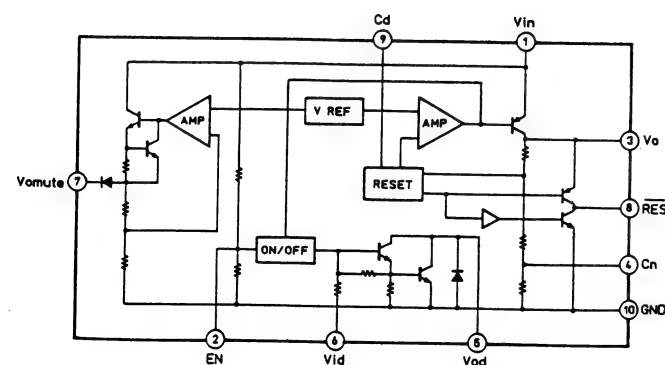 Cd
Vin
9
1
AMP
V REF
AMP
3 Vo
Vomute 7
RESET
8 RES
ON/OFF
4 Cn
10 GND
2
6
5
EN
Vid
Vod